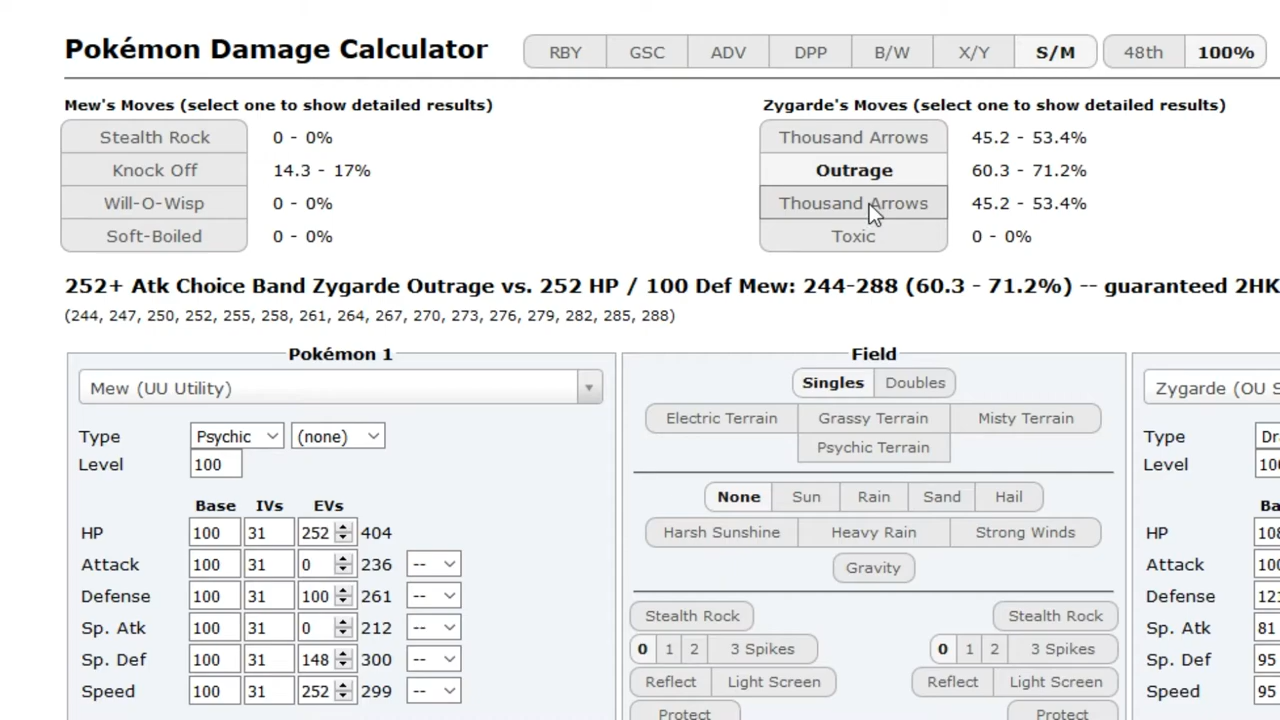 Pokémon Damage Calculator RBY GSC ADV DPP B/W X/Y S/M 48th 100%
Mew's Moves (select one to show detailed results) Zygarde's Moves (select one to show detailed results)
Stealth Rock 0 - 0% Thousand Arrows 45.2 - 53.4%
Knock Off 14.3 - 17% Outrage 60.3 - 71.2%
Will-O-Wisp 0 - 0% Thousand Arrows 45.2 - 53.4%
Soft-Boiled 0 - 0% Toxic 0 - 0%
252+ Atk Choice Band Zygarde Outrage vs. 252 HP / 100 Def Mew: 244-288 (60.3 - 71.2%) -- guaranteed 2HK
(244, 247, 250, 252, 255, 258, 261, 264, 267, 270, 273, 276, 279, 282, 285, 288)
Pokémon 1 Field
Mew (UU Utility) Singles Doubles Zygarde (OU S
Electric Terrain Grassy Terrain Misty Terrain
Type Psychic (none) Psychic Terrain Type Dr
Level 100 Level 10
Base IVs EVs None Sun Rain Sand Hail Ba
HP 100 31 252 404 Harsh Sunshine Heavy Rain Strong Winds HP 108
Attack 100 31 0 236 -- Gravity Attack 100
Defense 100 31 100 261 -- Defense 121
Stealth Rock Stealth Rock
Sp. Atk 100 31 0 212 -- Sp. Atk 81
0 1 2 3 Spikes 0 1 2 3 Spikes
Sp. Def 100 31 148 300 -- Sp. Def 95
Reflect Light Screen Reflect Light Screen
Speed 100 31 252 299 -- Speed 95
Protect Protect